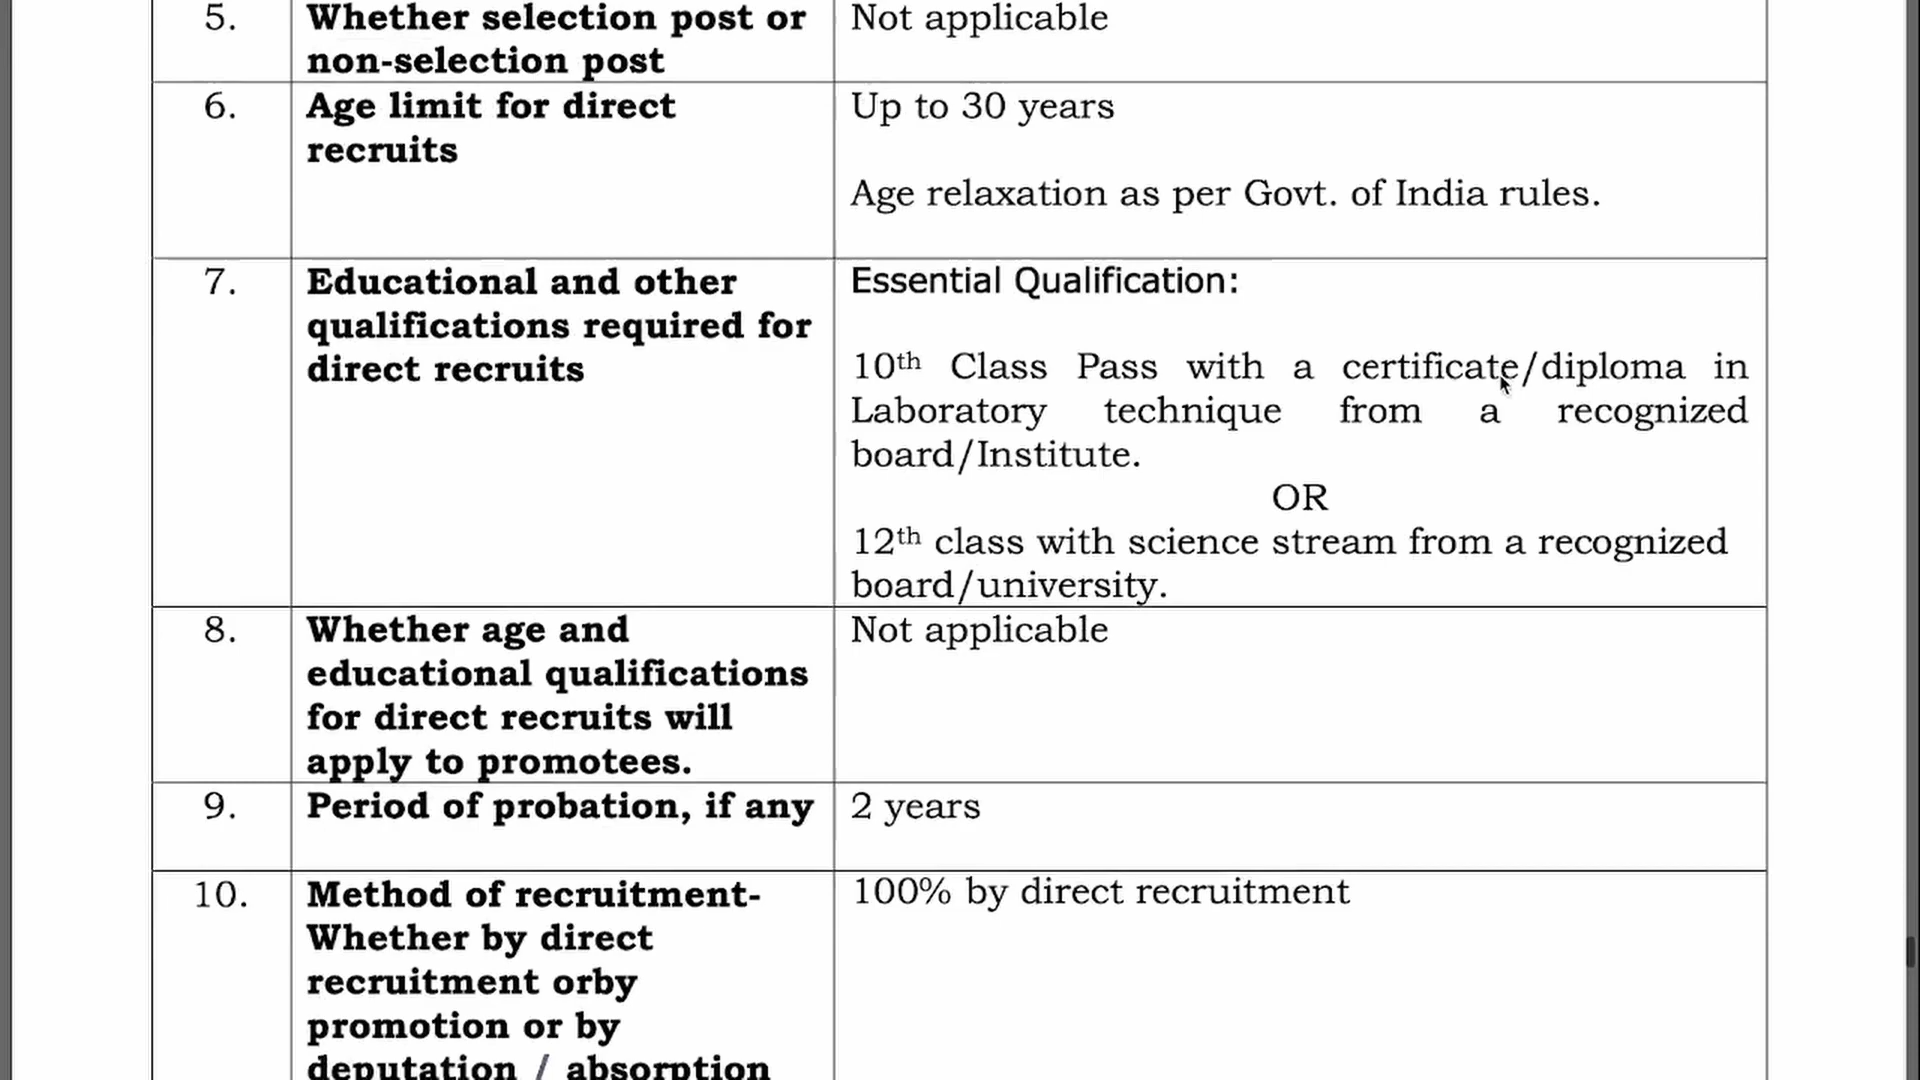 5.
Whether selection post or
non-selection post
Not applicable
6.
Age limit for direct
recruits
Up to 30 years
Age relaxation as per Govt. of India rules.
7.
Educational and other
qualifications required for
direct recruits
Essential Qualification:
10th Class Pass with a certificate/diploma in
Laboratory technique from a recognized
board/Institute.
OR
12th class with science stream from a recognized
board/university.
8.
Whether age and
educational qualifications
for direct recruits will
apply to promotees.
Not applicable
9.
Period of probation, if any
2 years
10.
Method of recruitment-
Whether by direct
recruitment orby
promotion or by
deputation / absorption
100% by direct recruitment